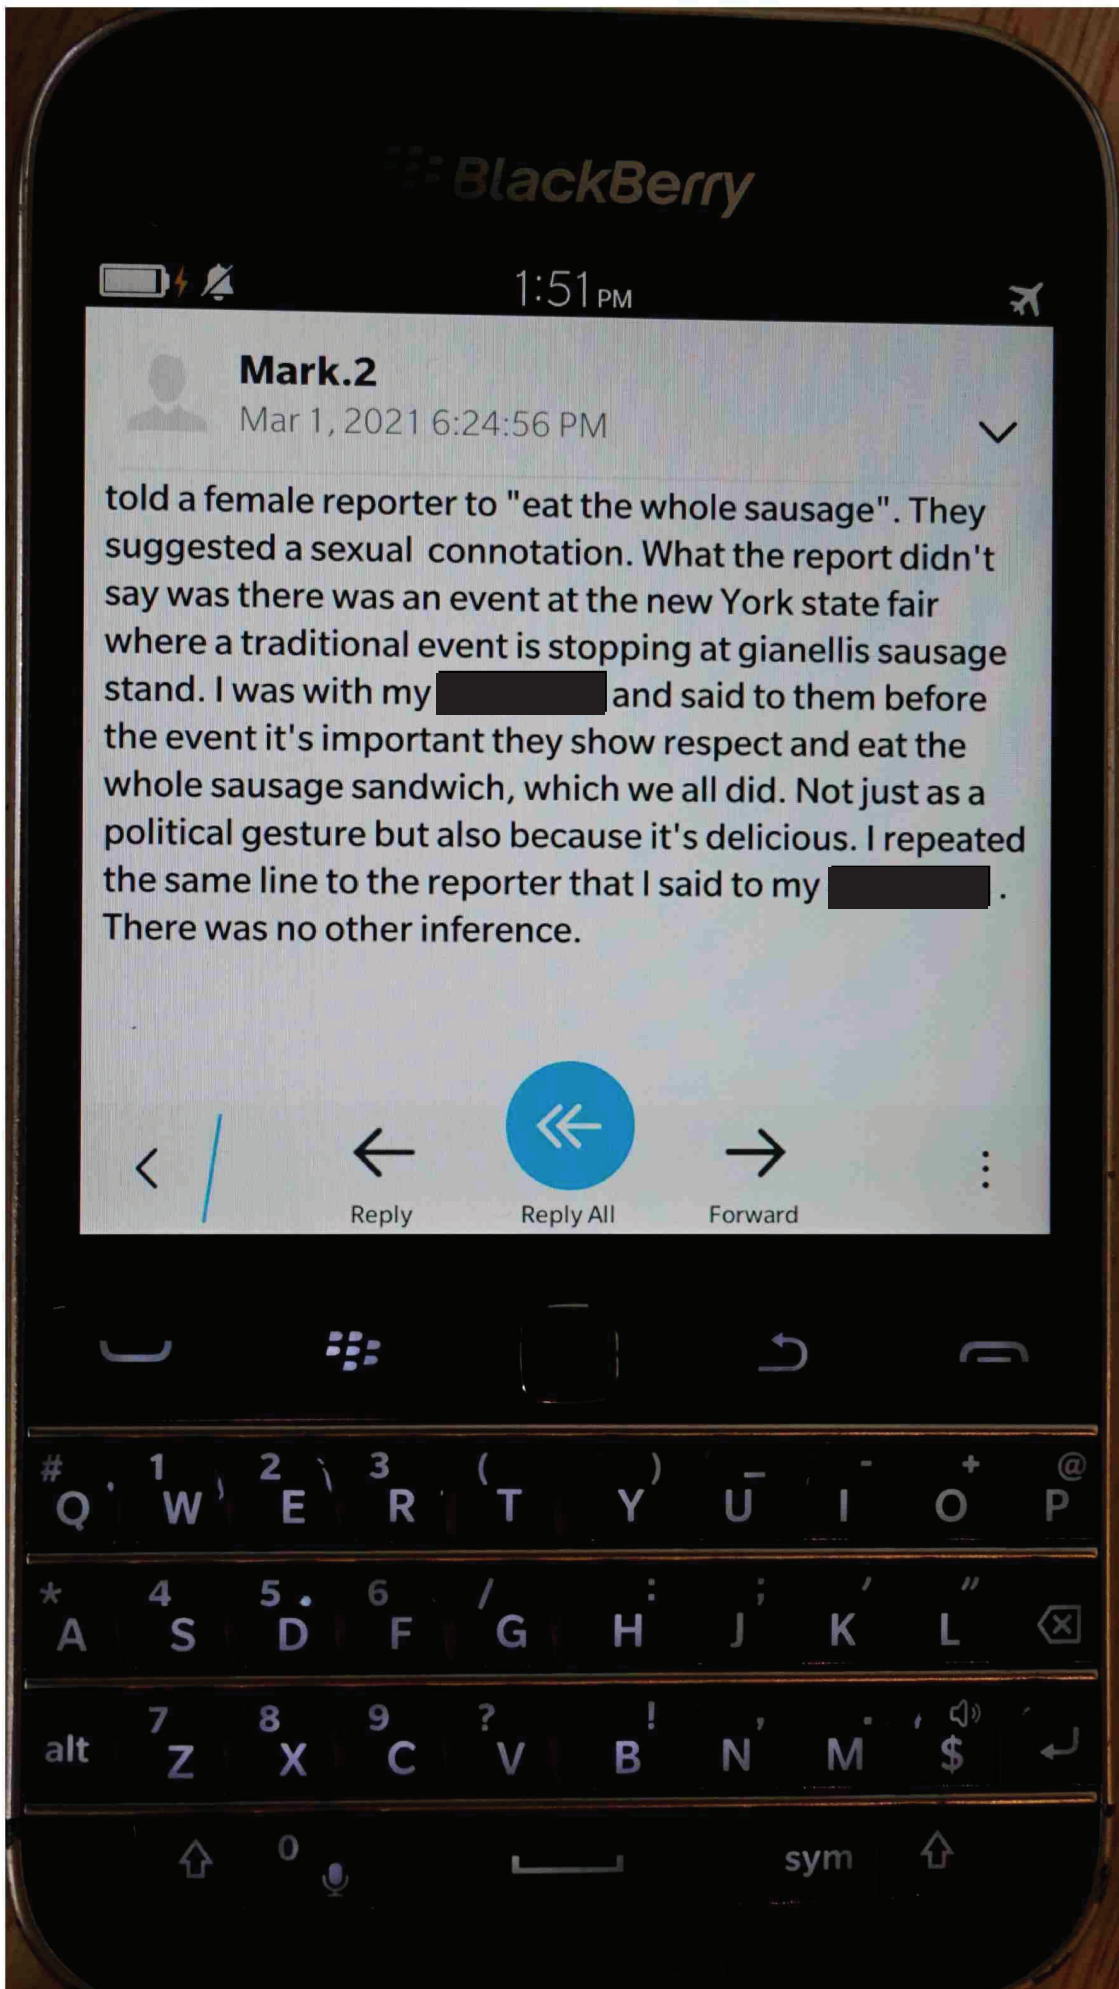 BlackBerry
1:51 PM
Mark.2
Mar 1, 2021 6:24:56 PM
told a female reporter to "eat the whole sausage". They
suggested a sexual connotation. What the report didn't
say was there was an event at the new York state fair
where a traditional event is stopping at gianellis sausage
stand. I was with my and said to them before
the event it's important they show respect and eat the
whole sausage sandwich, which we all did. Not just as a
political gesture but also because it's delicious. I repeated
the same line to the reporter that I said to my .
There was no other inference.
Reply Reply All Forward
# 1 2 3 ( ) _ - + @
Q W E R T Y U I O P
* 4 5 6 / : ; ' "
A S D F G H J K L
7 8 9 ? ! , .
alt Z X C V B N M $
0 sym